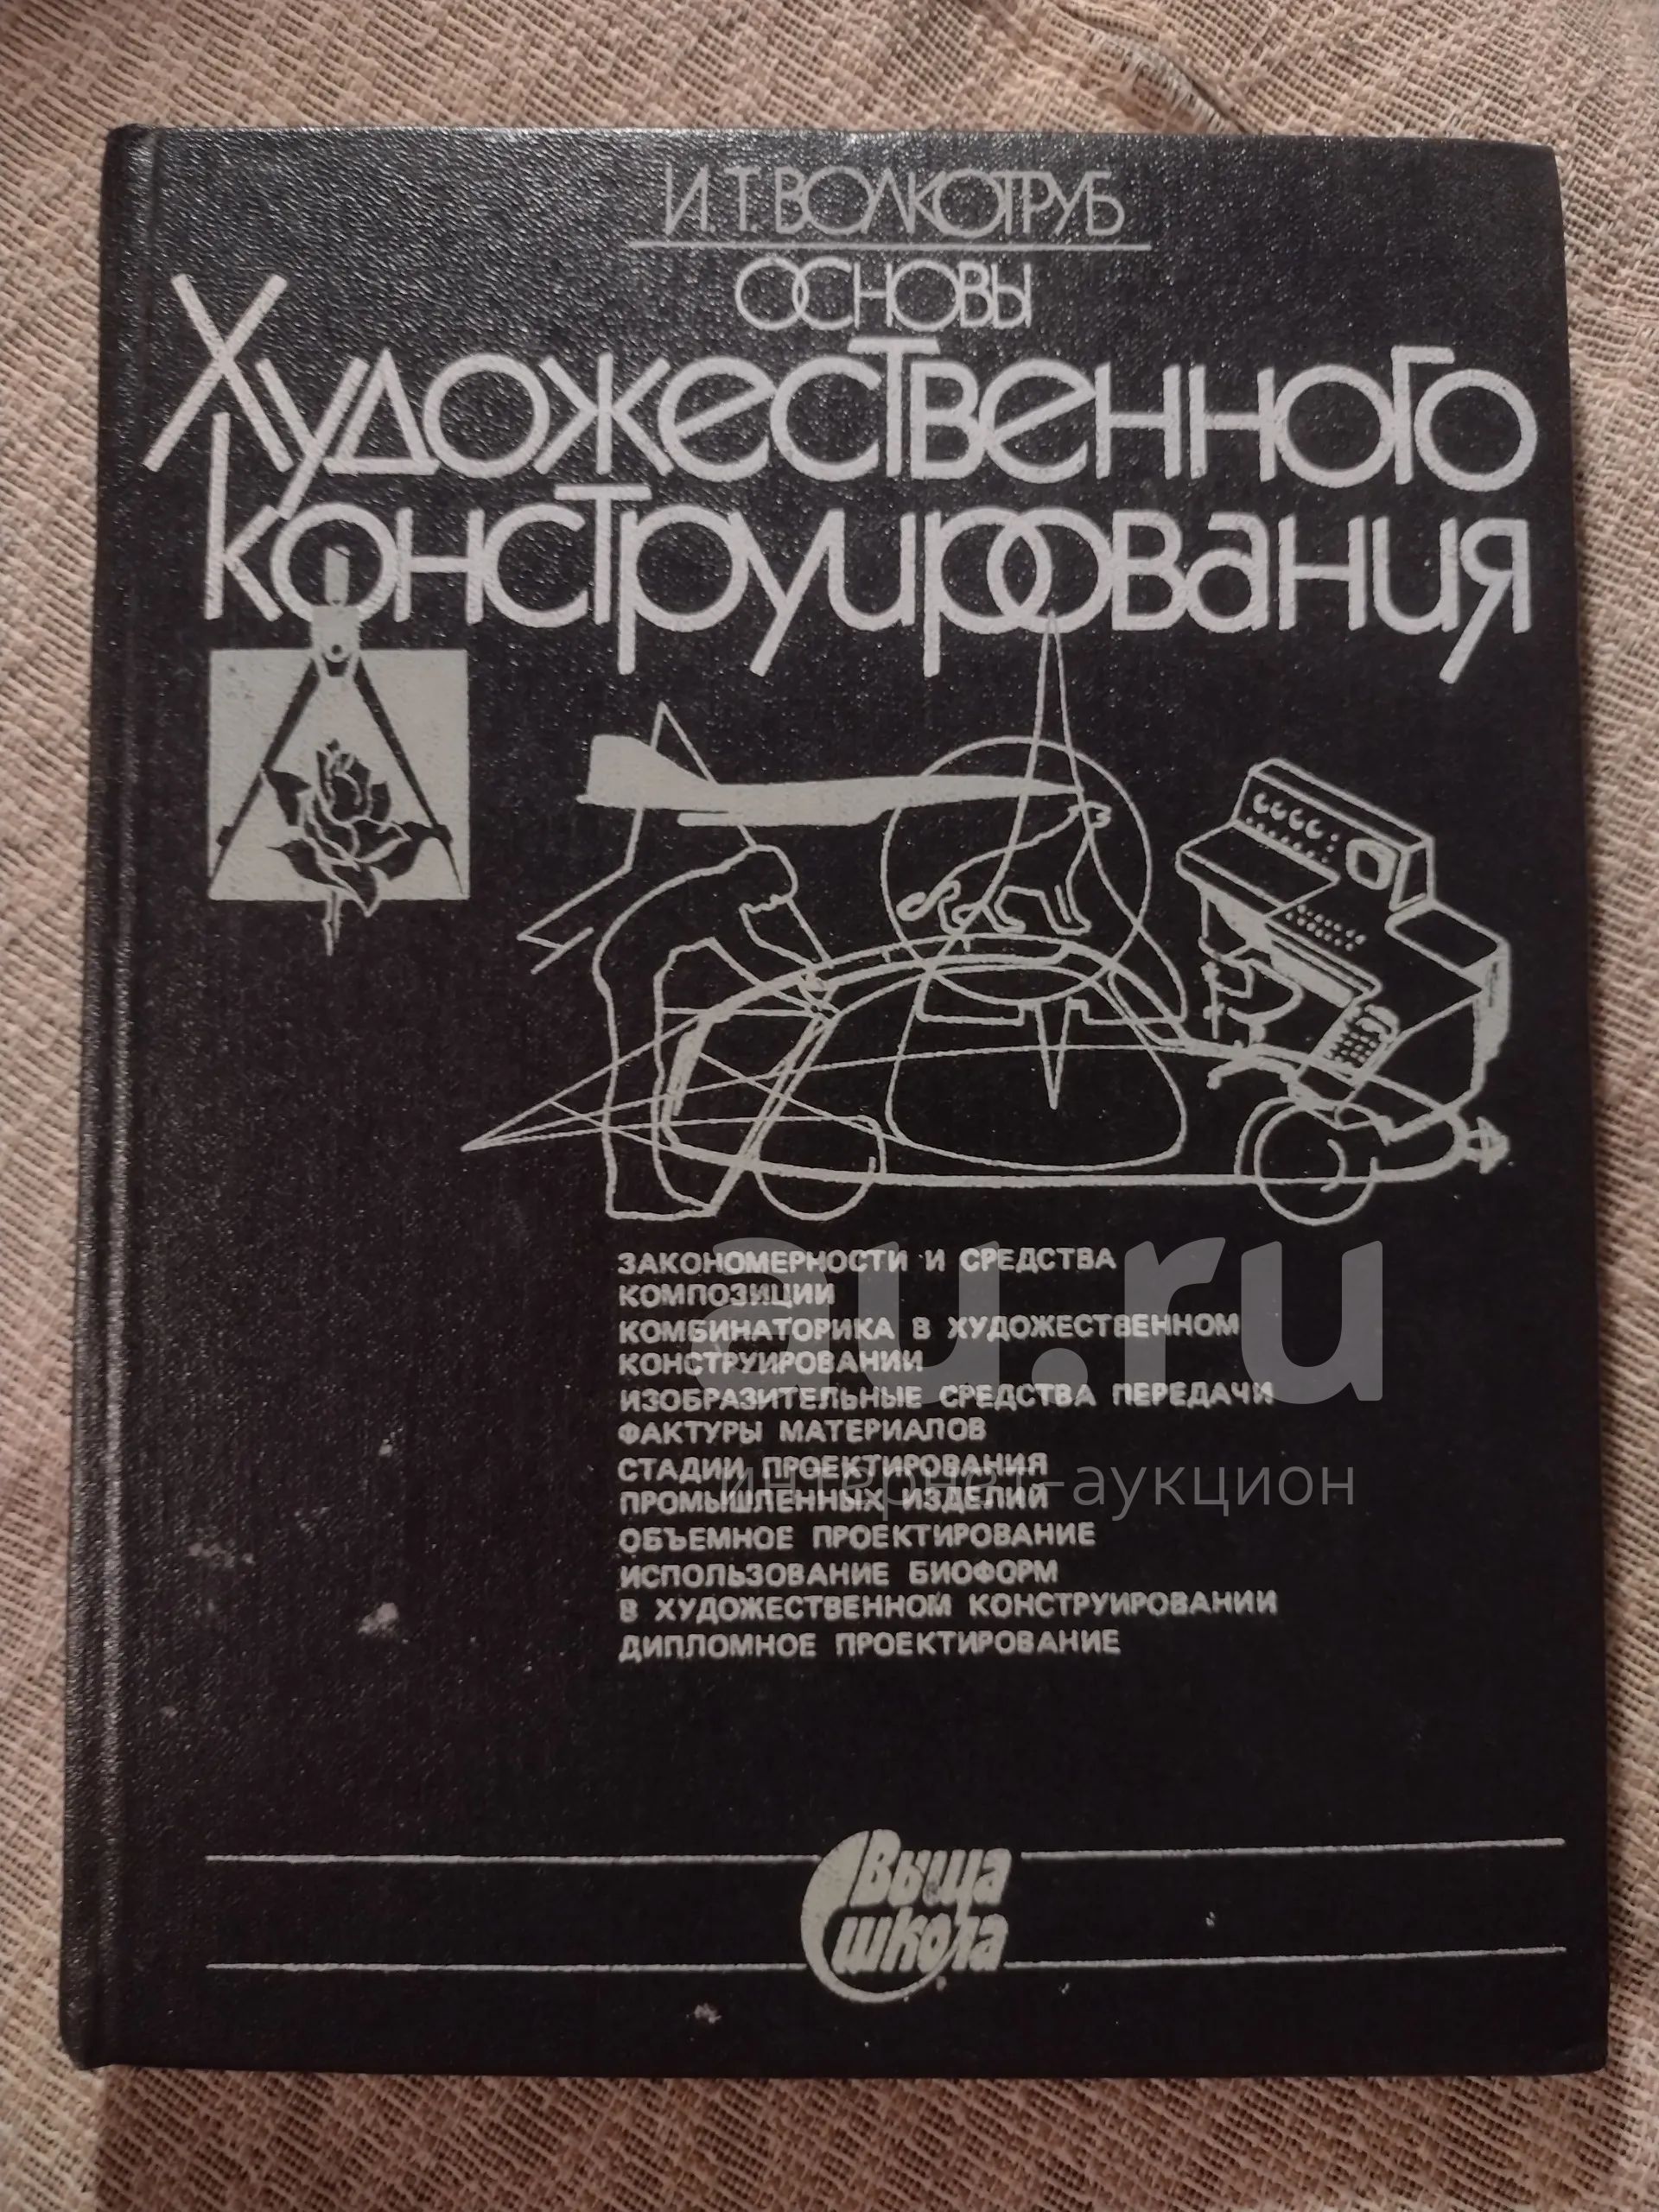 И.Т. ВОЛКОТРУБ
ОСНОВЫ
Художественного
конструирования
ЗАКОНОМЕРНОСТИ И СРЕДСТВА
КОМПОЗИЦИИ
КОМБИНАТОРИКА В ХУДОЖЕСТВЕННОМ
КОНСТРУИРОВАНИИ
ИЗОБРАЗИТЕЛЬНЫЕ СРЕДСТВА ПЕРЕДАЧИ
ФАКТУРЫ МАТЕРИАЛОВ
СТАДИИ ПРОЕКТИРОВАНИЯ
ПРОМЫШЛЕННЫХ ИЗДЕЛИЙ
ОБЪЕМНОЕ ПРОЕКТИРОВАНИЕ
ИСПОЛЬЗОВАНИЕ БИОФОРМ
В ХУДОЖЕСТВЕННОМ КОНСТРУИРОВАНИИ
ДИПЛОМНОЕ ПРОЕКТИРОВАНИЕ
au.ru
интернет-аукцион
Выща
школа